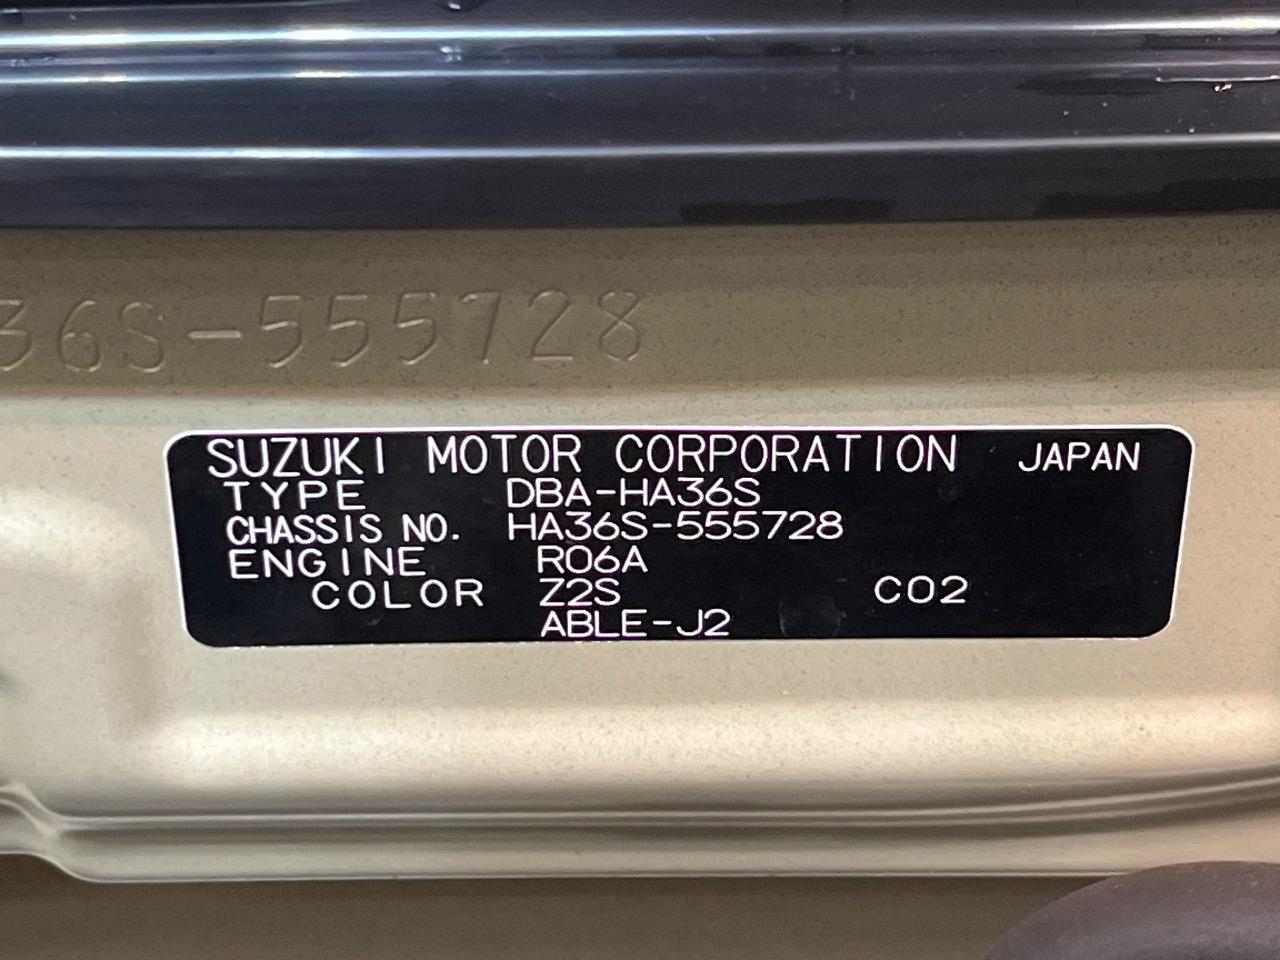 36S-555728
SUZUKI MOTOR CORPORATION JAPAN
TYPE DBA-HA36S
CHASSIS NO. HA36S-555728
ENGINE R06A
COLOR Z2S C02
ABLE-J2